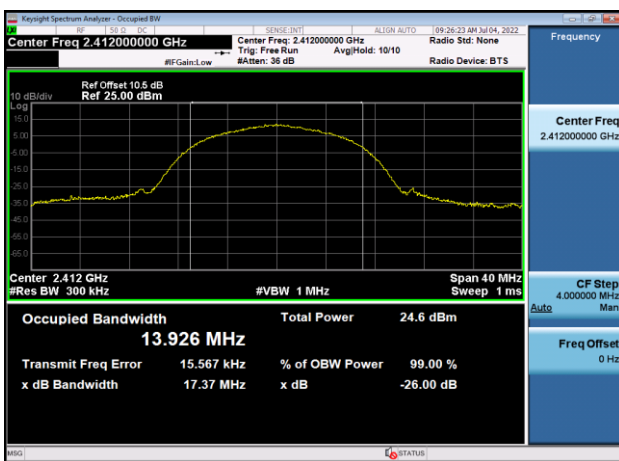 Keysight Spectrum Analyzer - Occupied BW
RF 50 Ω DC SENSE:INT ALIGN AUTO 09:26:23 AM Jul 04, 2022
Center Freq 2.412000000 GHz
Center Freq: 2.412000000 GHz
Radio Std: None
Trig: Free Run Avg|Hold: 10/10
#IFGain:Low
#Atten: 36 dB
Radio Device: BTS
Frequency
Ref Offset 10.5 dB
10 dB/div Ref 25.00 dBm
Log
15.0
5.00
-5.00
-15.0
-25.0
-35.0
-45.0
-55.0
-65.0
Center Freq
2.412000000 GHz
Center 2.412 GHz
Span 40 MHz
#Res BW 300 kHz
#VBW 1 MHz
Sweep 1 ms
CF Step
4.000000 MHz
Auto Man
Occupied Bandwidth
13.926 MHz
Total Power 24.6 dBm
Transmit Freq Error 15.567 kHz
% of OBW Power 99.00 %
x dB Bandwidth 17.37 MHz
x dB -26.00 dB
Freq Offset
0 Hz
MSG
STATUS